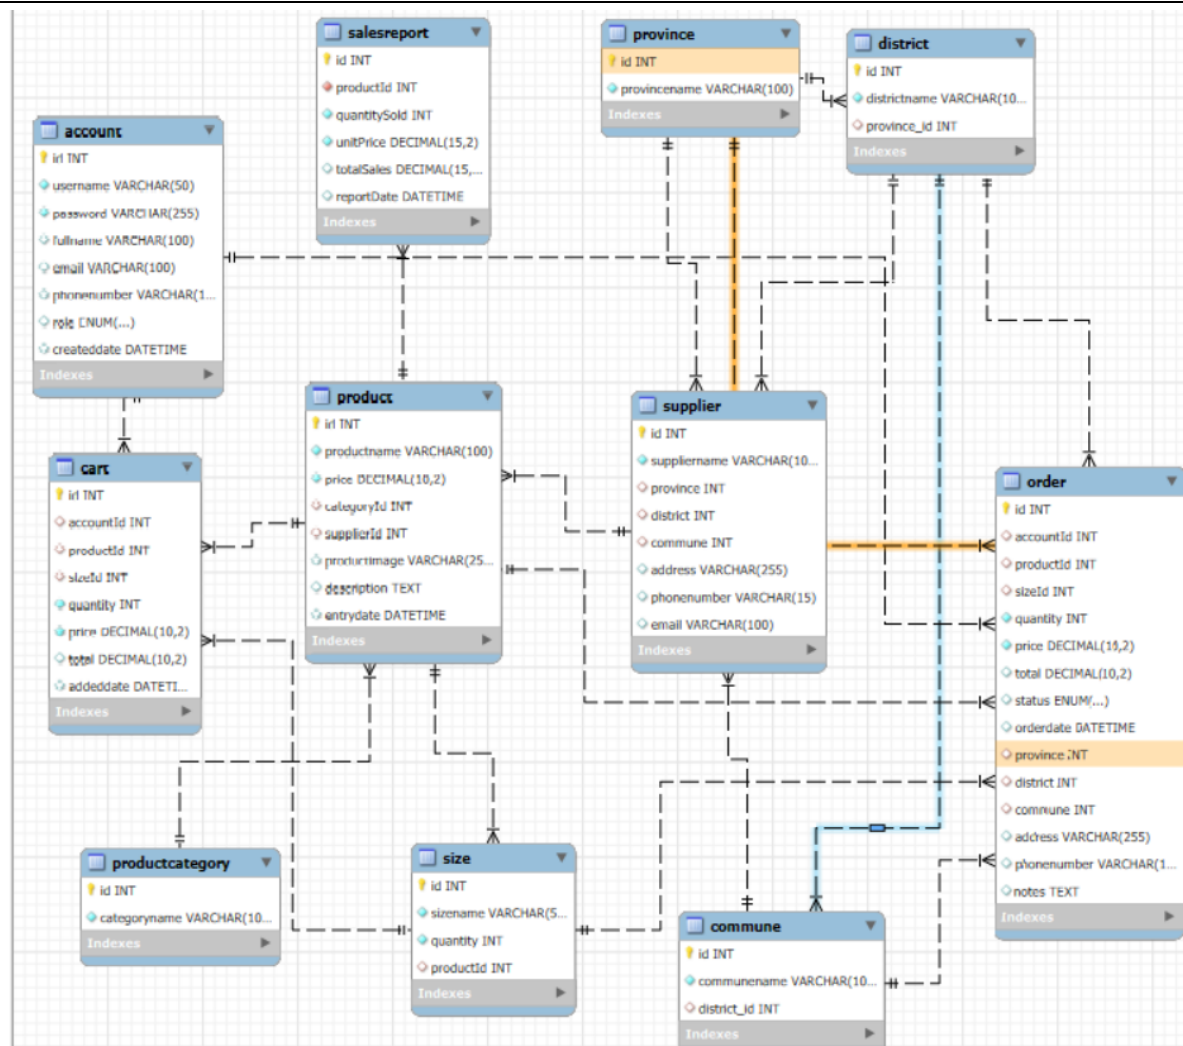 salesreport
id INT
productId INT
quantitySold INT
unitPrice DECIMAL(15,2)
totalSales DECIMAL(15,...
reportDate DATETIME
Indexes
province
id INT
provincename VARCHAR(100)
Indexes
district
id INT
districtname VARCHAR(10...
province_id INT
Indexes
account
id INT
username VARCHAR(50)
password VARCHAR(255)
fullname VARCHAR(100)
email VARCHAR(100)
phonenumber VARCHAR(1...
role ENUM(...)
createddate DATETIME
Indexes
product
id INT
productname VARCHAR(100)
price DECIMAL(10,2)
categoryId INT
supplierId INT
productimage VARCHAR(25...
description TEXT
entrydate DATETIME
Indexes
supplier
id INT
suppliername VARCHAR(10...
province INT
district INT
commune INT
address VARCHAR(255)
phonenumber VARCHAR(15)
email VARCHAR(100)
Indexes
cart
id INT
accountId INT
productId INT
sizeId INT
quantity INT
price DECIMAL(10,2)
total DECIMAL(10,2)
addeddate DATETI...
Indexes
order
id INT
accountId INT
productId INT
sizeId INT
quantity INT
price DECIMAL(10,2)
total DECIMAL(10,2)
status ENUM(...)
orderdate DATETIME
province INT
district INT
commune INT
address VARCHAR(255)
phonenumber VARCHAR(1...
notes TEXT
Indexes
productcategory
id INT
categoryname VARCHAR(10...
Indexes
size
id INT
sizename VARCHAR(5...
quantity INT
productId INT
Indexes
commune
id INT
communename VARCHAR(10...
district_id INT
Indexes